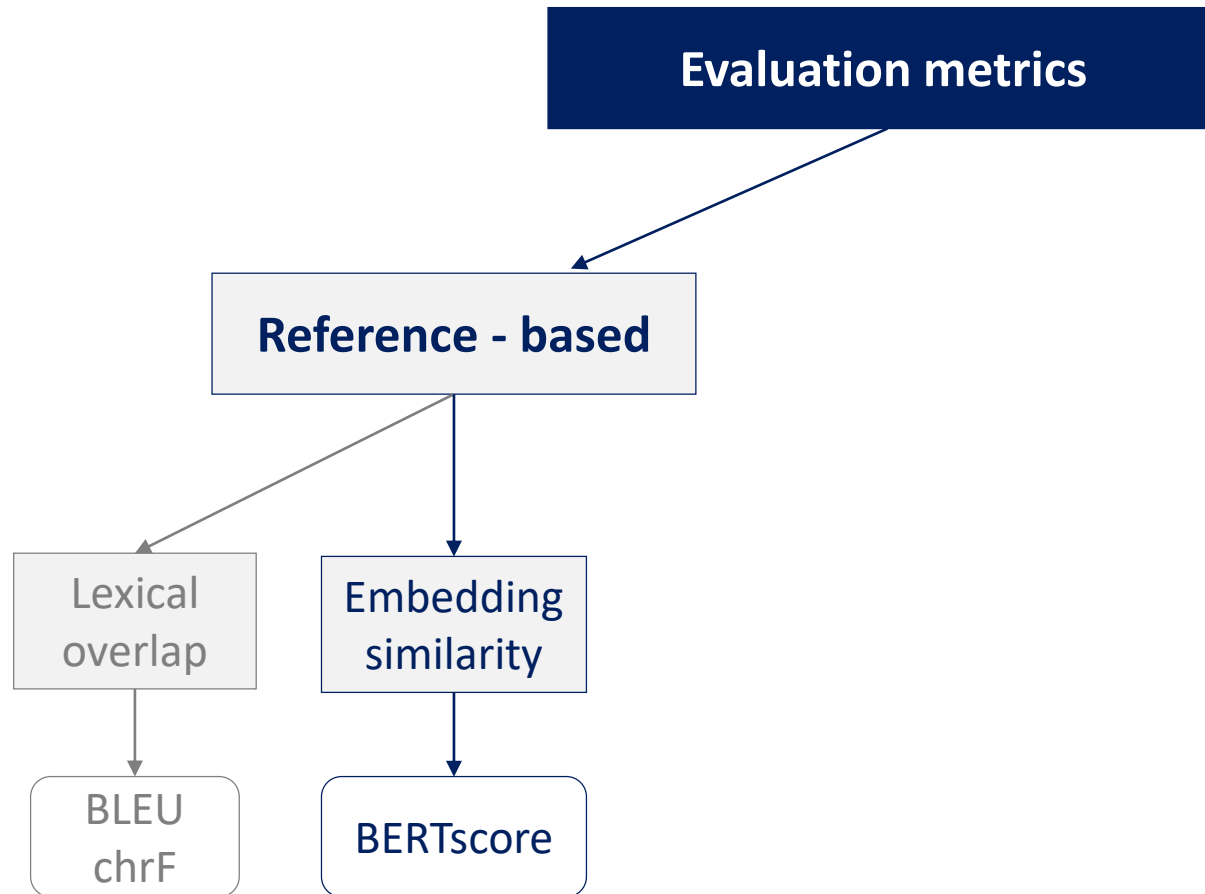 Evaluation metrics
Reference - based
Lexical
overlap
Embedding
similarity
BLEU
chrF
BERTscore